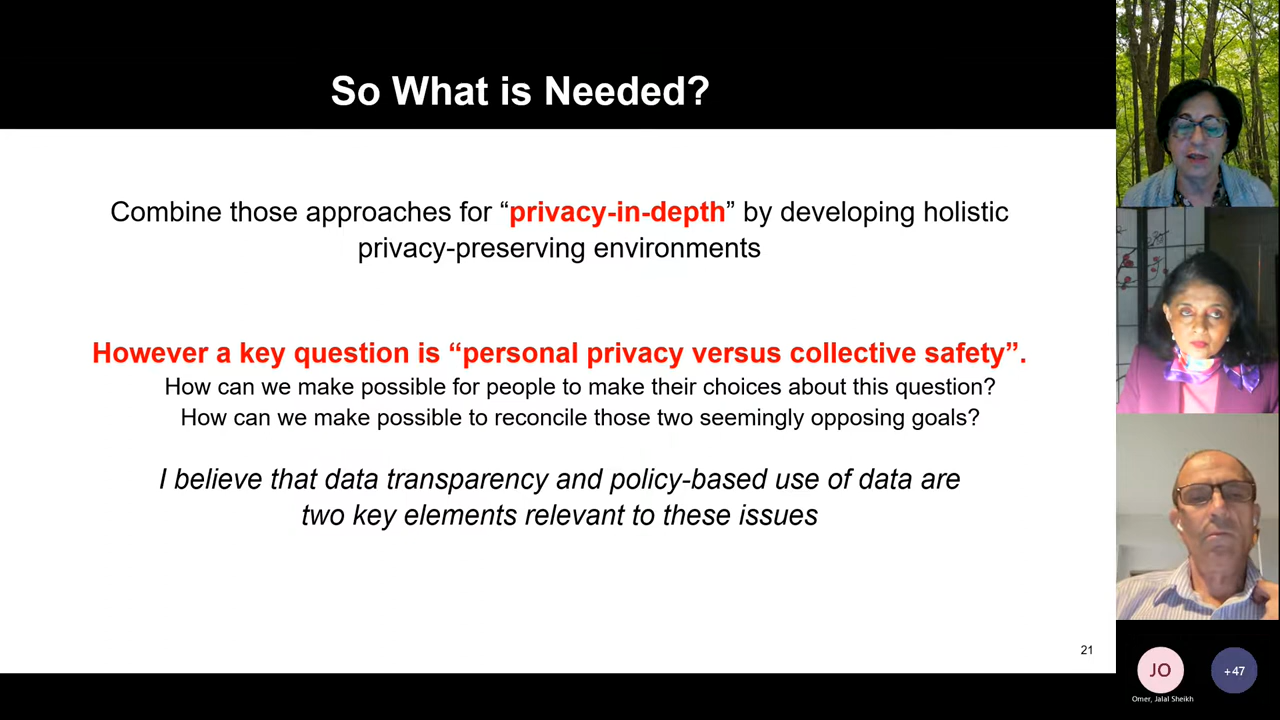 So What is Needed?
Combine those approaches for “privacy-in-depth” by developing holistic
privacy-preserving environments
However a key question is “personal privacy versus collective safety”.
How can we make possible for people to make their choices about this question?
How can we make possible to reconcile those two seemingly opposing goals?
I believe that data transparency and policy-based use of data are
two key elements relevant to these issues
21
JO
+47
Omer, Jalal Sheikh